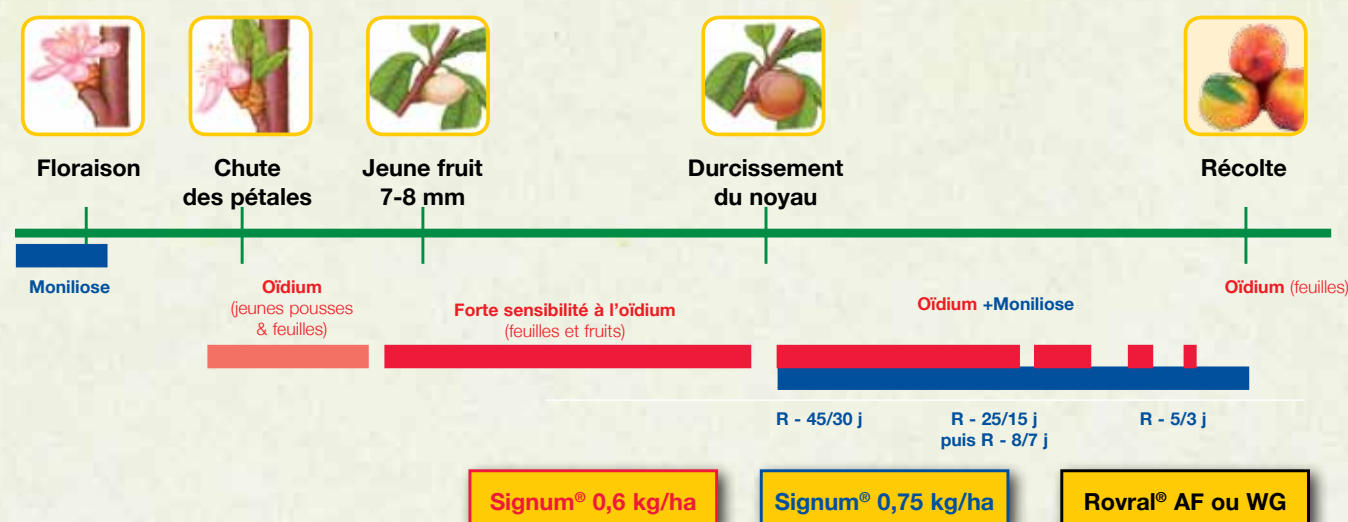 Floraison
Chute
des pétales
Jeune fruit
7-8 mm
Durcissement
du noyau
Récolte
Moniliose
Oïdium
(jeunes pousses
& feuilles)
Forte sensibilité à l'oïdium
(feuilles et fruits)
Oïdium +Moniliose
Oïdium (feuilles)
R - 45/30 j
R - 25/15 j
puis R - 8/7 j
R - 5/3 j
Signum® 0,6 kg/ha
Signum® 0,75 kg/ha
Rovral® AF ou WG